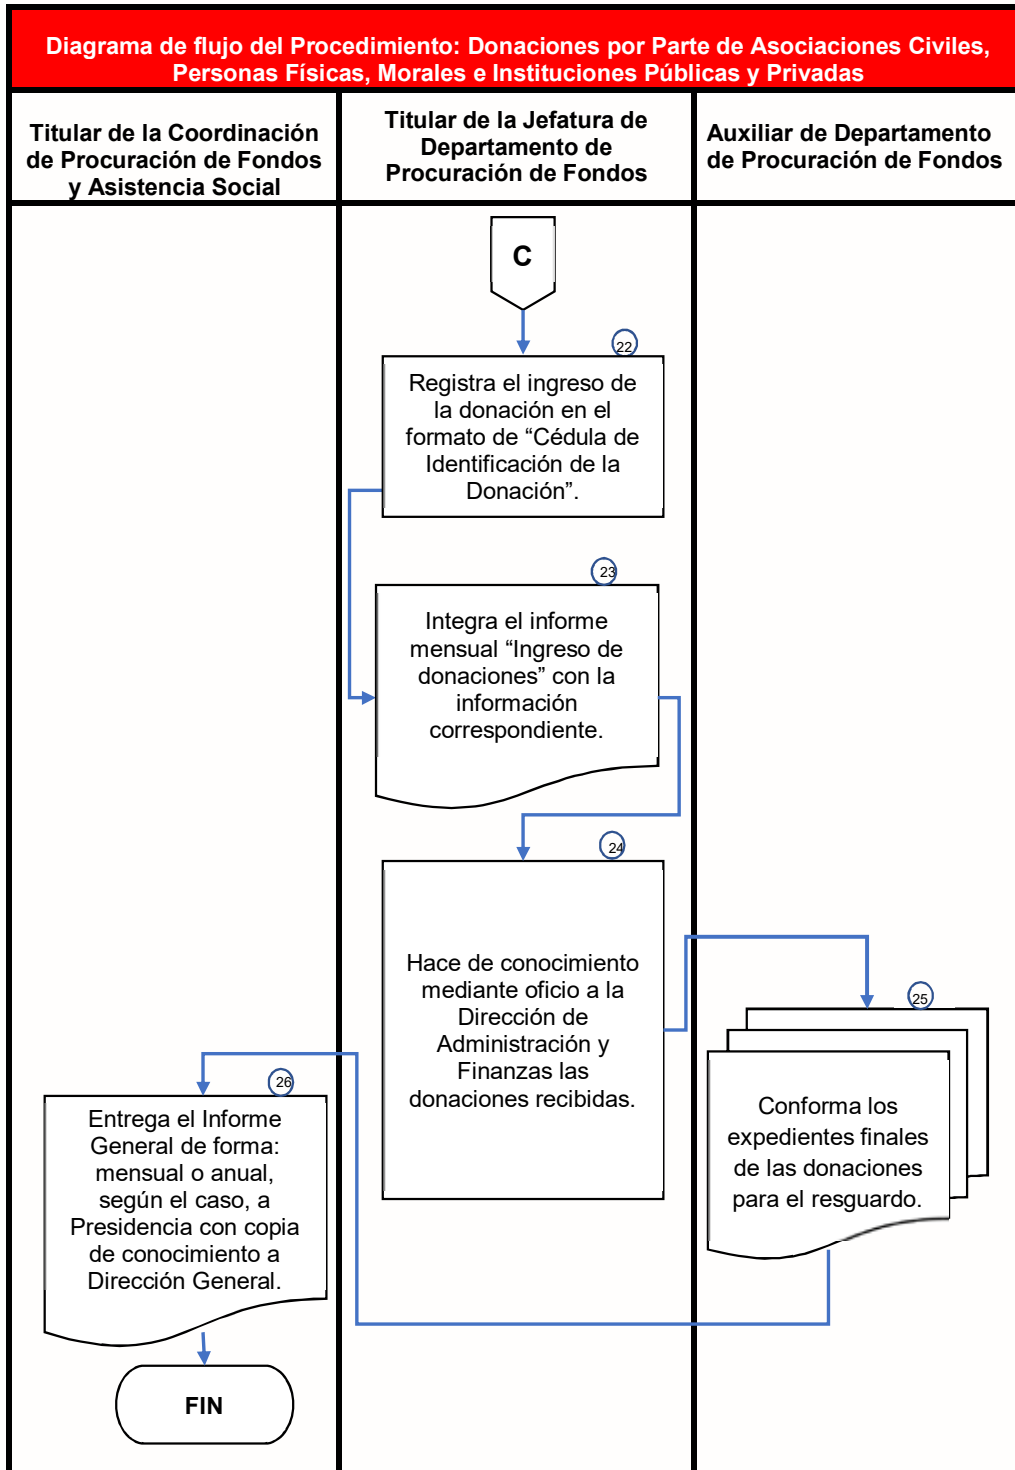 Diagrama de flujo del Procedimiento: Donaciones por Parte de Asociaciones Civiles,
Personas Físicas, Morales e Instituciones Públicas y Privadas
Titular de la Coordinación
de Procuración de Fondos
y Asistencia Social
Titular de la Jefatura de
Departamento de
Procuración de Fondos
Auxiliar de Departamento
de Procuración de Fondos
C
22
Registra el ingreso de
la donación en el
formato de “Cédula de
Identificación de la
Donación”.
23
Integra el informe
mensual “Ingreso de
donaciones” con la
información
correspondiente.
24
Hace de conocimiento
mediante oficio a la
Dirección de
Administración y
Finanzas las
donaciones recibidas.
25
Conforma los
expedientes finales
de las donaciones
para el resguardo.
26
Entrega el Informe
General de forma:
mensual o anual,
según el caso, a
Presidencia con copia
de conocimiento a
Dirección General.
FIN